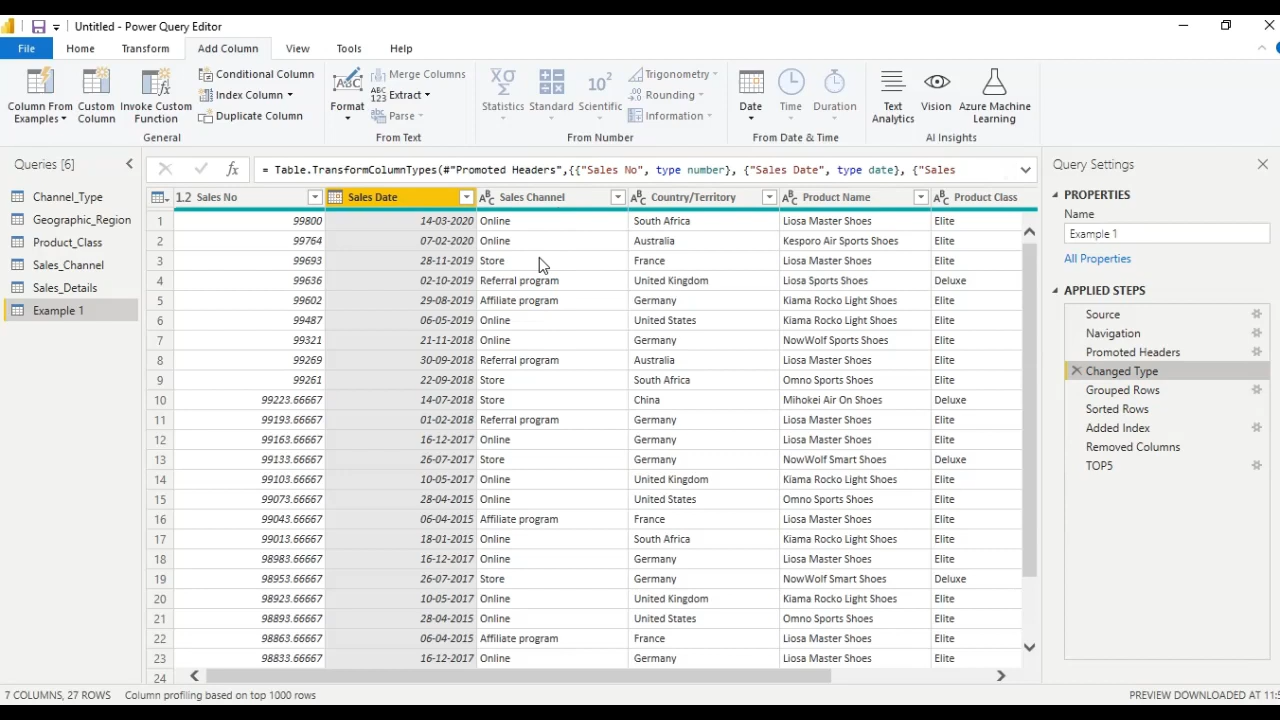 Untitled - Power Query Editor
File Home Transform Add Column View Tools Help
Column From Examples
Custom Column
Invoke Custom Function
Conditional Column
Index Column
Duplicate Column
General
ABC
Format
Merge Columns
ABC 123 Extract
Parse
From Text
Statistics
Standard
10² Scientific
Trigonometry
.00 Rounding
Information
From Number
Date
Time
Duration
From Date & Time
Text Analytics
Vision
Azure Machine Learning
AI Insights
Queries [6]
Channel_Type
Geographic_Region
Product_Class
Sales_Channel
Sales_Details
Example 1
fx = Table.TransformColumnTypes(#"Promoted Headers",{{"Sales No", type number}, {"Sales Date", type date}, {"Sales
1.2 Sales No Sales Date ABC Sales Channel ABC Country/Territory ABC Product Name ABC Product Class
1 99800 14-03-2020 Online South Africa Liosa Master Shoes Elite
2 99764 07-02-2020 Online Australia Kesporo Air Sports Shoes Elite
3 99693 28-11-2019 Store France Liosa Master Shoes Elite
4 99636 02-10-2019 Referral program United Kingdom Liosa Sports Shoes Deluxe
5 99602 29-08-2019 Affiliate program Germany Kiama Rocko Light Shoes Elite
6 99487 06-05-2019 Online United States Kiama Rocko Light Shoes Elite
7 99321 21-11-2018 Online Germany NowWolf Sports Shoes Elite
8 99269 30-09-2018 Referral program Australia Liosa Master Shoes Elite
9 99261 22-09-2018 Store South Africa Omno Sports Shoes Elite
10 99223.66667 14-07-2018 Store China Mihokei Air On Shoes Deluxe
11 99193.66667 01-02-2018 Referral program Germany Liosa Master Shoes Elite
12 99163.66667 16-12-2017 Online Germany Liosa Master Shoes Elite
13 99133.66667 26-07-2017 Store Germany NowWolf Smart Shoes Deluxe
14 99103.66667 10-05-2017 Online United Kingdom Kiama Rocko Light Shoes Elite
15 99073.66667 28-04-2015 Online United States Omno Sports Shoes Elite
16 99043.66667 06-04-2015 Affiliate program France Liosa Master Shoes Elite
17 99013.66667 18-01-2015 Online South Africa Kiama Rocko Light Shoes Elite
18 98983.66667 16-12-2017 Online Germany Liosa Master Shoes Elite
19 98953.66667 26-07-2017 Store Germany NowWolf Smart Shoes Deluxe
20 98923.66667 10-05-2017 Online United Kingdom Kiama Rocko Light Shoes Elite
21 98893.66667 28-04-2015 Online United States Omno Sports Shoes Elite
22 98863.66667 06-04-2015 Affiliate program France Liosa Master Shoes Elite
23 98833.66667 16-12-2017 Online Germany Liosa Master Shoes Elite
24
Query Settings
PROPERTIES
Name
Example 1
All Properties
APPLIED STEPS
Source
Navigation
Promoted Headers
Changed Type
Grouped Rows
Sorted Rows
Added Index
Removed Columns
TOP5
7 COLUMNS, 27 ROWS Column profiling based on top 1000 rows
PREVIEW DOWNLOADED AT 11:5